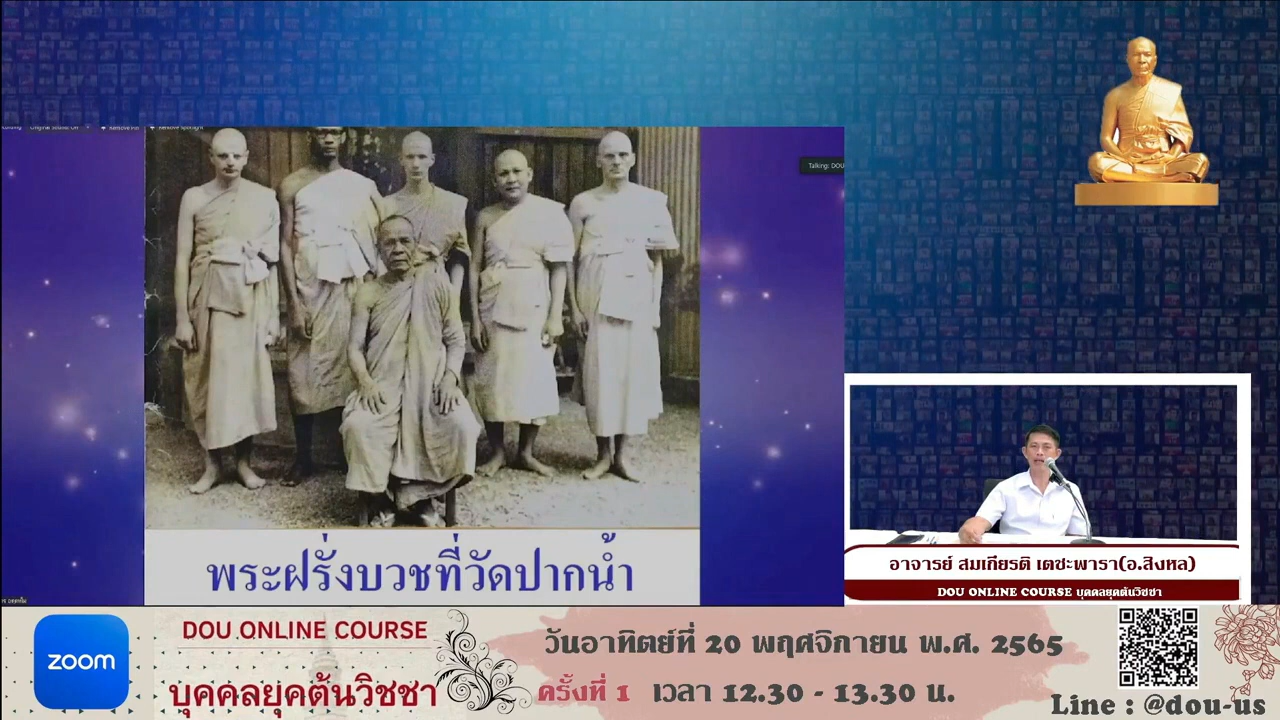 Talking: DOU
พระฝรั่งบวชที่วัดปากน้ำ
อาจารย์ สมเกียรติ เตชะพารา(อ.สิงหล)
DOU ONLINE COURSE บุคคลยุคต้นวิชชา
zoom
DOU ONLINE COURSE
บุคคลยุคต้นวิชชา
วันอาทิตย์ที่ 20 พฤศจิกายน พ.ศ. 2565
ครั้งที่ 1 เวลา 12.30 - 13.30 น.
Line : @dou-us